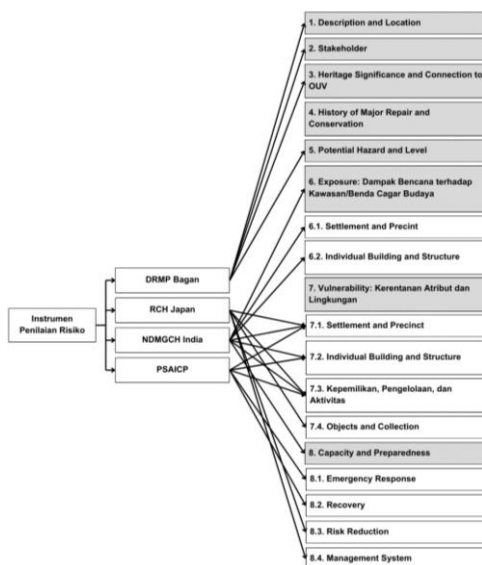 Instrumen
Penilaian Risiko
DRMP Bagan
RCH Japan
NDMGCH India
PSAICP
1. Description and Location
2. Stakeholder
3. Heritage Significance and Connection to
OUV
4. History of Major Repair and
Conservation
5. Potential Hazard and Level
6. Exposure: Dampak Bencana terhadap
Kawasan/Benda Cagar Budaya
6.1. Settlement and Precint
6.2. Individual Building and Structure
7. Vulnerability: Kerentanan Atribut dan
Lingkungan
7.1. Settlement and Precinct
7.2. Individual Building and Structure
7.3. Kepemilikan, Pengelolaan, dan
Aktivitas
7.4. Objects and Collection
8. Capacity and Preparedness
8.1. Emergency Response
8.2. Recovery
8.3. Risk Reduction
8.4. Management System